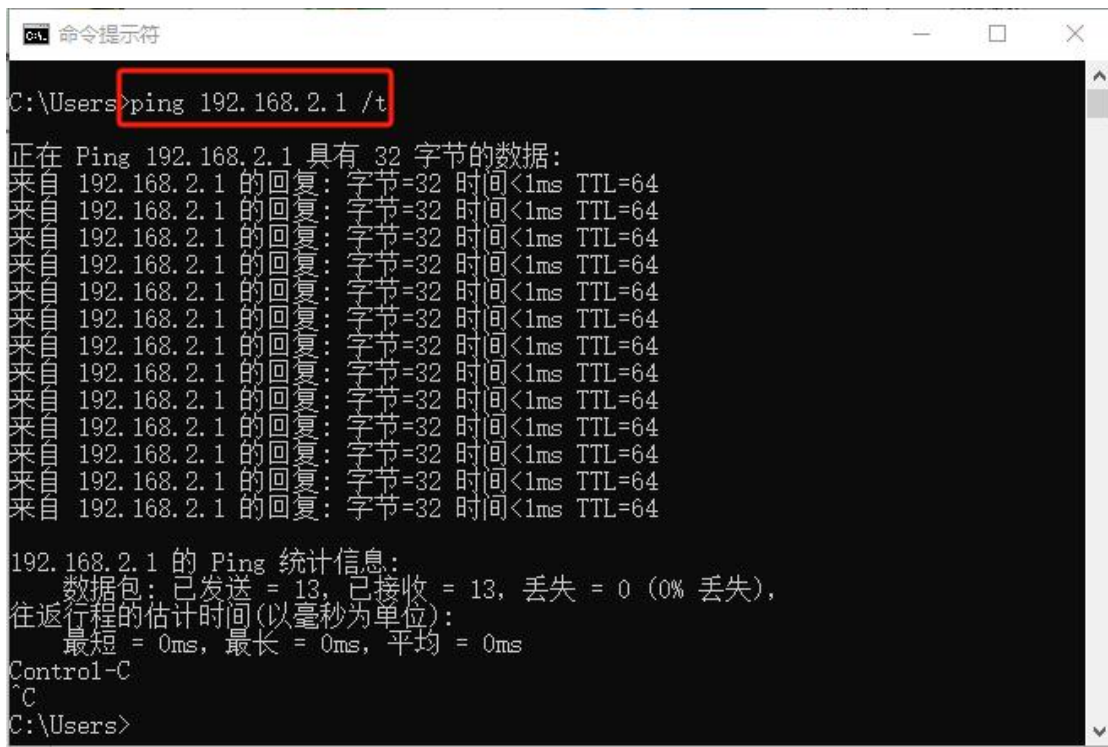 命令提示符
C:\Users>ping 192.168.2.1 /t
正在 Ping 192.168.2.1 具有 32 字节的数据:
来自 192.168.2.1 的回复: 字节=32 时间<1ms TTL=64
来自 192.168.2.1 的回复: 字节=32 时间<1ms TTL=64
来自 192.168.2.1 的回复: 字节=32 时间<1ms TTL=64
来自 192.168.2.1 的回复: 字节=32 时间<1ms TTL=64
来自 192.168.2.1 的回复: 字节=32 时间<1ms TTL=64
来自 192.168.2.1 的回复: 字节=32 时间<1ms TTL=64
来自 192.168.2.1 的回复: 字节=32 时间<1ms TTL=64
来自 192.168.2.1 的回复: 字节=32 时间<1ms TTL=64
来自 192.168.2.1 的回复: 字节=32 时间<1ms TTL=64
来自 192.168.2.1 的回复: 字节=32 时间<1ms TTL=64
来自 192.168.2.1 的回复: 字节=32 时间<1ms TTL=64
来自 192.168.2.1 的回复: 字节=32 时间<1ms TTL=64
来自 192.168.2.1 的回复: 字节=32 时间<1ms TTL=64
192.168.2.1 的 Ping 统计信息:
数据包: 已发送 = 13, 已接收 = 13, 丢失 = 0 (0% 丢失),
往返行程的估计时间(以毫秒为单位):
最短 = 0ms, 最长 = 0ms, 平均 = 0ms
Control-C
^C
C:\Users>